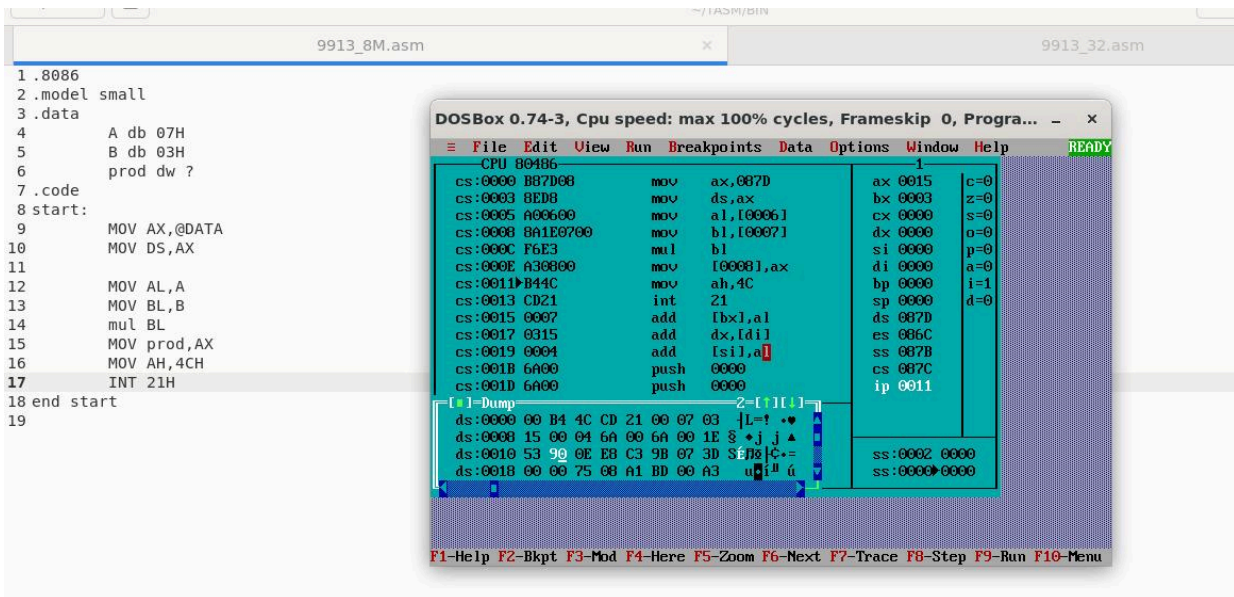 ~/TASM/BIN
9913_8M.asm × 9913_32.asm
1 .8086
2 .model small
3 .data
4 A db 07H
5 B db 03H
6 prod dw ?
7 .code
8 start:
9 MOV AX,@DATA
10 MOV DS,AX
11
12 MOV AL,A
13 MOV BL,B
14 mul BL
15 MOV prod,AX
16 MOV AH,4CH
17 INT 21H
18 end start
19
DOSBox 0.74-3, Cpu speed: max 100% cycles, Frameskip 0, Progra... – ×
≡ File Edit View Run Breakpoints Data Options Window Help READY
CPU 80486 1
cs:0000 B87D08 mov ax,087D ax 0015 c=0
cs:0003 8ED8 mov ds,ax bx 0003 z=0
cs:0005 A00600 mov al,[0006] cx 0000 s=0
cs:0008 8A1E0700 mov bl,[0007] dx 0000 o=0
cs:000C F6E3 mul bl si 0000 p=0
cs:000E A30800 mov [0008],ax di 0000 a=0
cs:0011►B44C mov ah,4C bp 0000 i=1
cs:0013 CD21 int 21 sp 0000 d=0
cs:0015 0007 add [bx],al ds 087D
cs:0017 0315 add dx,[di] es 086C
cs:0019 0004 add [si],al ss 087B
cs:001B 6A00 push 0000 cs 087C
cs:001D 6A00 push 0000 ip 0011
[■]=Dump 2=[↑][↓]
ds:0000 00 B4 4C CD 21 00 07 03 ┤L=! •♥
ds:0008 15 00 04 6A 00 6A 00 1E § ♦j j ▲
ds:0010 53 90 0E E8 C3 9B 07 3D ss:0002 0000
ds:0018 00 00 75 08 A1 BD 00 A3 ss:0000►0000
F1-Help F2-Bkpt F3-Mod F4-Here F5-Zoom F6-Next F7-Trace F8-Step F9-Run F10-Menu